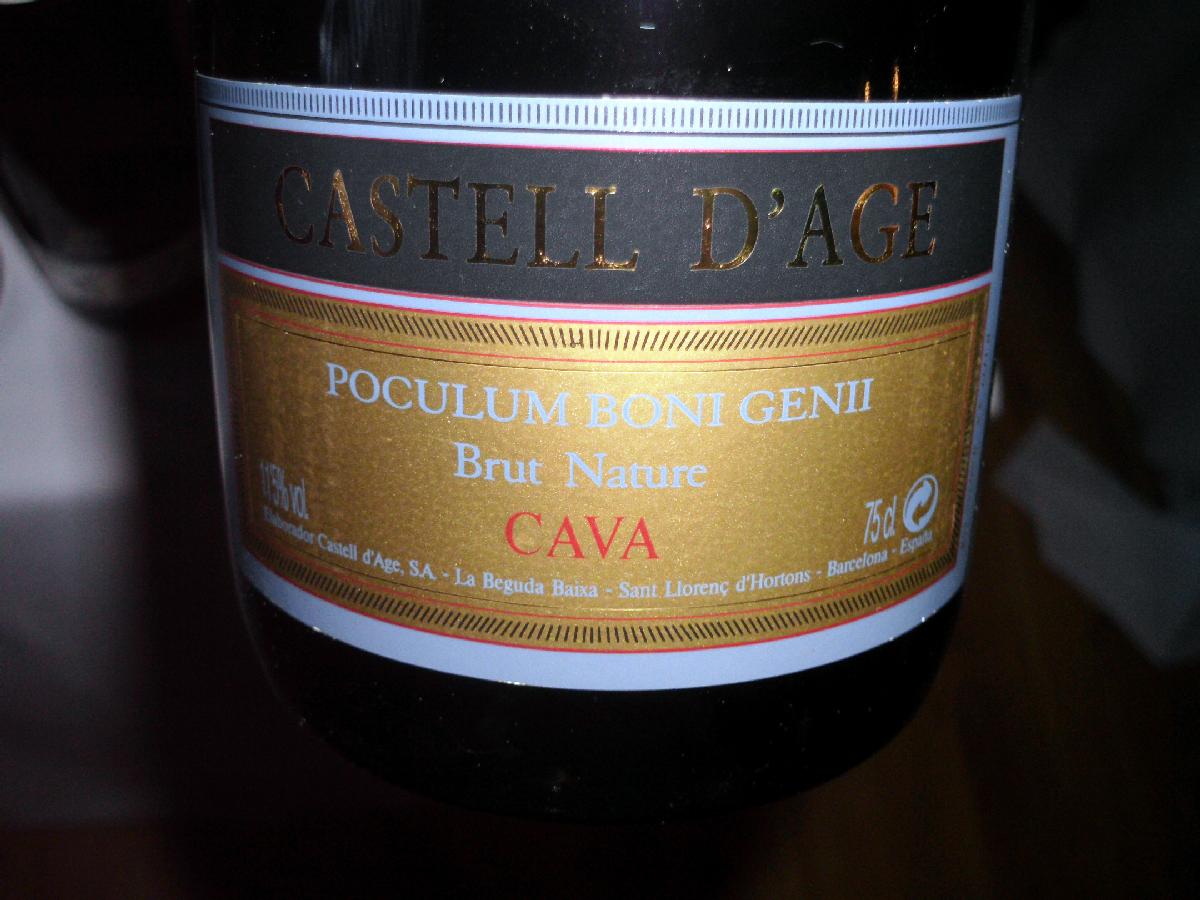 CASTELL D'AGE
POCULUM BONI GENII
Brut Nature
11'5% vol.
CAVA
75 cl
Elaborador Castell d'Age, S.A. - La Beguda Baixa - Sant Llorenç d'Hortons - Barcelona - España